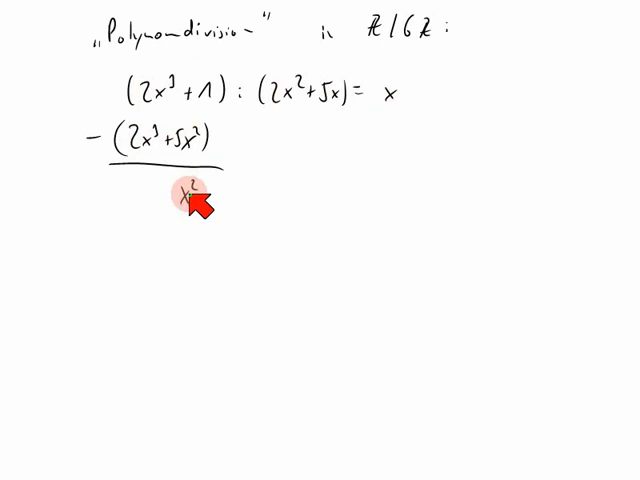 „Polynomdivision“ in ℤ/6ℤ:
(2x³+1):(2x²+5x)= x
-(2x³+5x²)
x²